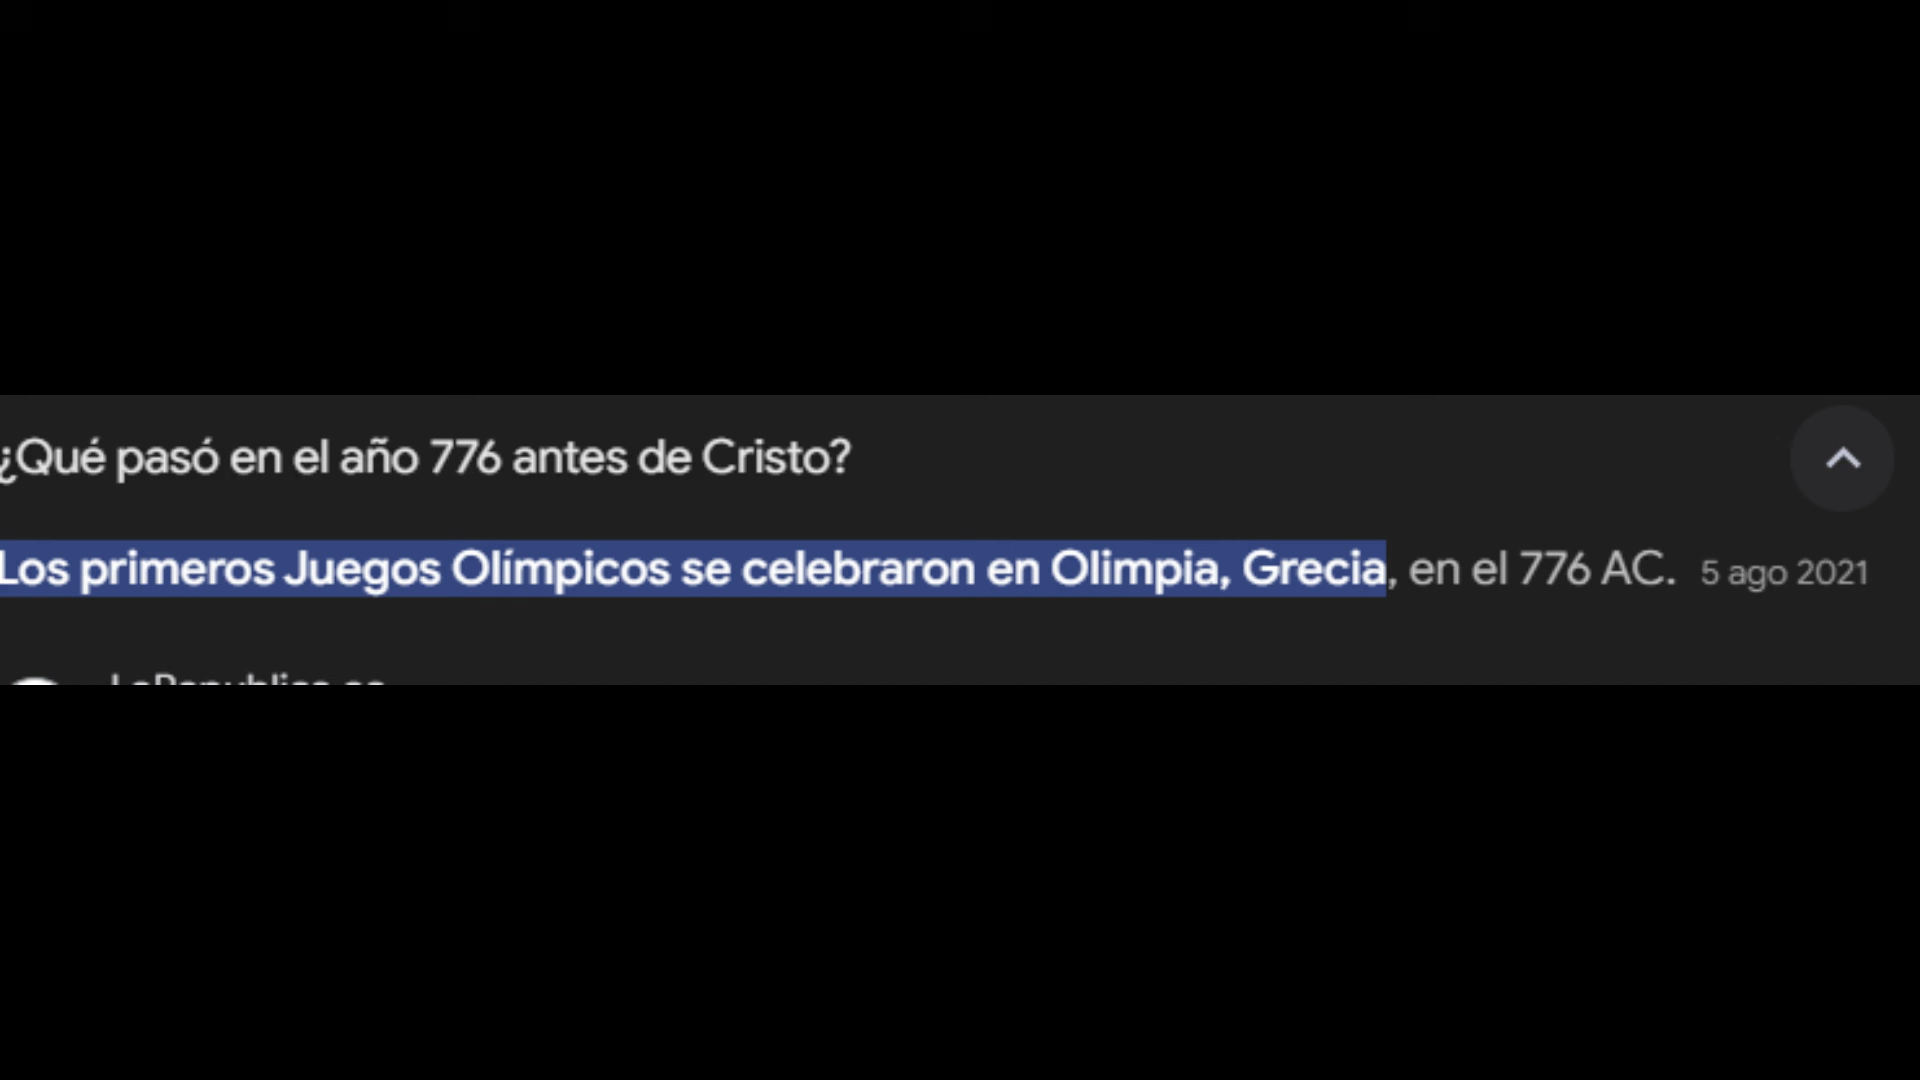 ¿Qué pasó en el año 776 antes de Cristo?
Los primeros Juegos Olímpicos se celebraron en Olimpia, Grecia, en el 776 AC. 5 ago 2021